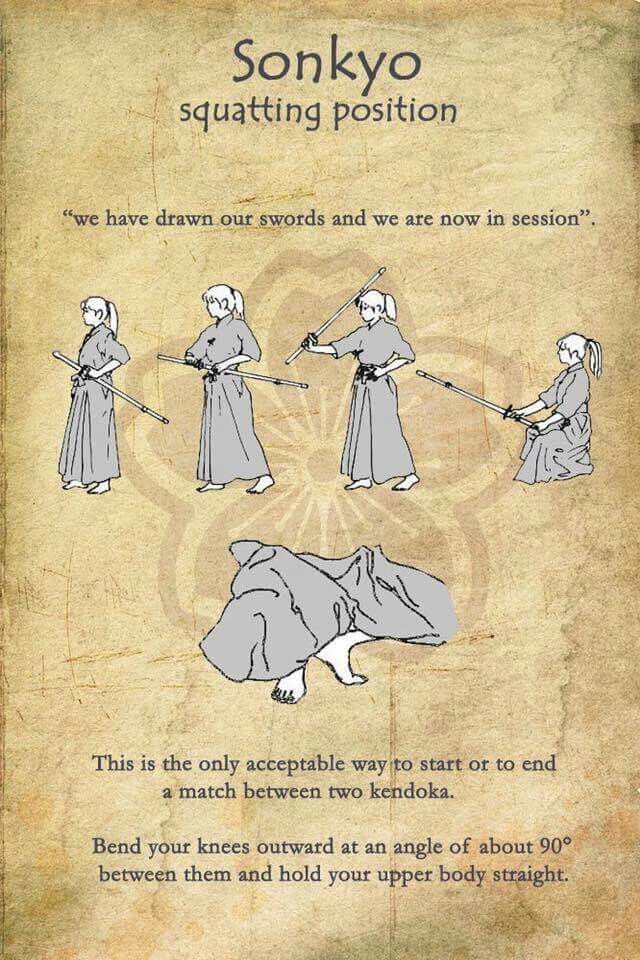 Sonkyo
squatting position
“we have drawn our swords and we are now in session”.
This is the only acceptable way to start or to end
a match between two kendoka.
Bend your knees outward at an angle of about 90°
between them and hold your upper body straight.